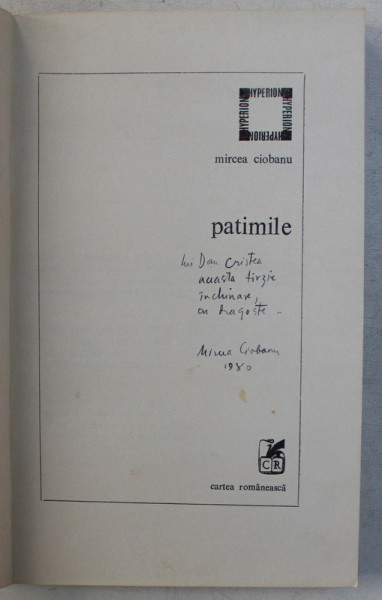 HYPERION
HYPERION
HYPERION
HYPERION
mircea ciobanu
patimile
lui Dan Cristea
această tîrzie
închinare,
cu dragoste –
Mircea Ciobanu
1980
CR
cartea românească